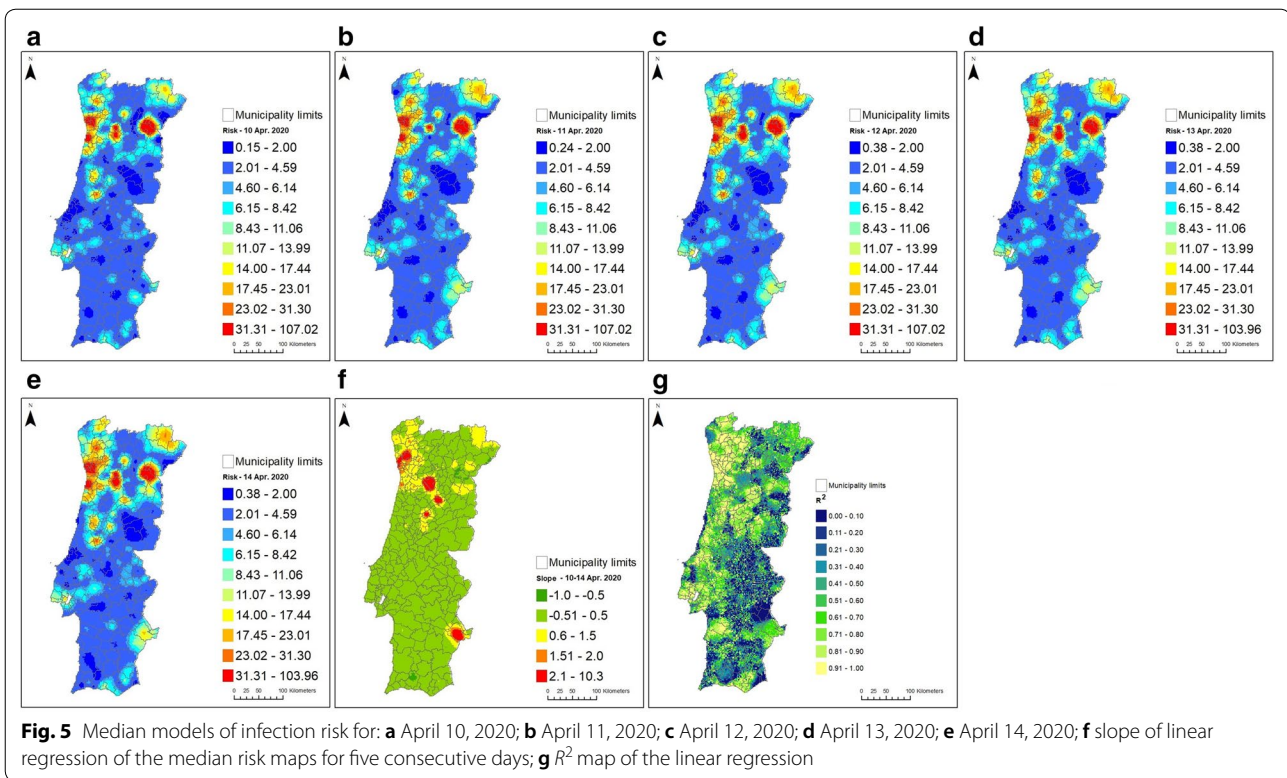 a
N
Municipality limits
Risk - 10 Apr. 2020
0.15 - 2.00
2.01 - 4.59
4.60 - 6.14
6.15 - 8.42
8.43 - 11.06
11.07 - 13.99
14.00 - 17.44
17.45 - 23.01
23.02 - 31.30
31.31 - 107.02
0 25 50 100 Kilometers
b
N
Municipality limits
Risk - 11 Apr. 2020
0.24 - 2.00
2.01 - 4.59
4.60 - 6.14
6.15 - 8.42
8.43 - 11.06
11.07 - 13.99
14.00 - 17.44
17.45 - 23.01
23.02 - 31.30
31.31 - 107.02
0 25 50 100 Kilometers
c
N
Municipality limits
Risk - 12 Apr. 2020
0.38 - 2.00
2.01 - 4.59
4.60 - 6.14
6.15 - 8.42
8.43 - 11.06
11.07 - 13.99
14.00 - 17.44
17.45 - 23.01
23.02 - 31.30
31.31 - 107.02
0 25 50 100 Kilometers
d
N
Municipality limits
Risk - 13 Apr. 2020
0.38 - 2.00
2.01 - 4.59
4.60 - 6.14
6.15 - 8.42
8.43 - 11.06
11.07 - 13.99
14.00 - 17.44
17.45 - 23.01
23.02 - 31.30
31.31 - 103.96
0 25 50 100 Kilometers
e
N
Municipality limits
Risk - 14 Apr. 2020
0.38 - 2.00
2.01 - 4.59
4.60 - 6.14
6.15 - 8.42
8.43 - 11.06
11.07 - 13.99
14.00 - 17.44
17.45 - 23.01
23.02 - 31.30
31.31 - 103.96
0 25 50 100 Kilometers
f
N
Municipality limits
Slope - 10-14 Apr. 2020
-1.0 - -0.5
-0.51 - 0.5
0.6 - 1.5
1.51 - 2.0
2.1 - 10.3
0 25 50 100 Kilometers
g
N
Municipality limits
R²
0.00 - 0.10
0.11 - 0.20
0.21 - 0.30
0.31 - 0.40
0.41 - 0.50
0.51 - 0.60
0.61 - 0.70
0.71 - 0.80
0.81 - 0.90
0.91 - 1.00
0 25 50 100 Kilometers
Fig. 5 Median models of infection risk for: a April 10, 2020; b April 11, 2020; c April 12, 2020; d April 13, 2020; e April 14, 2020; f slope of linear
regression of the median risk maps for five consecutive days; g R² map of the linear regression